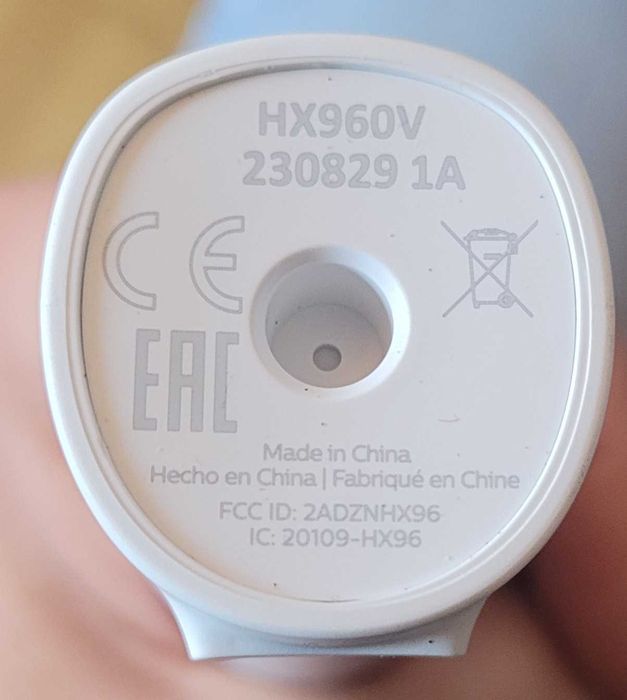 HX960V
230829 1A
CE
EAC
Made in China
Hecho en China | Fabriqué en Chine
FCC ID: 2ADZNHX96
IC: 20109-HX96